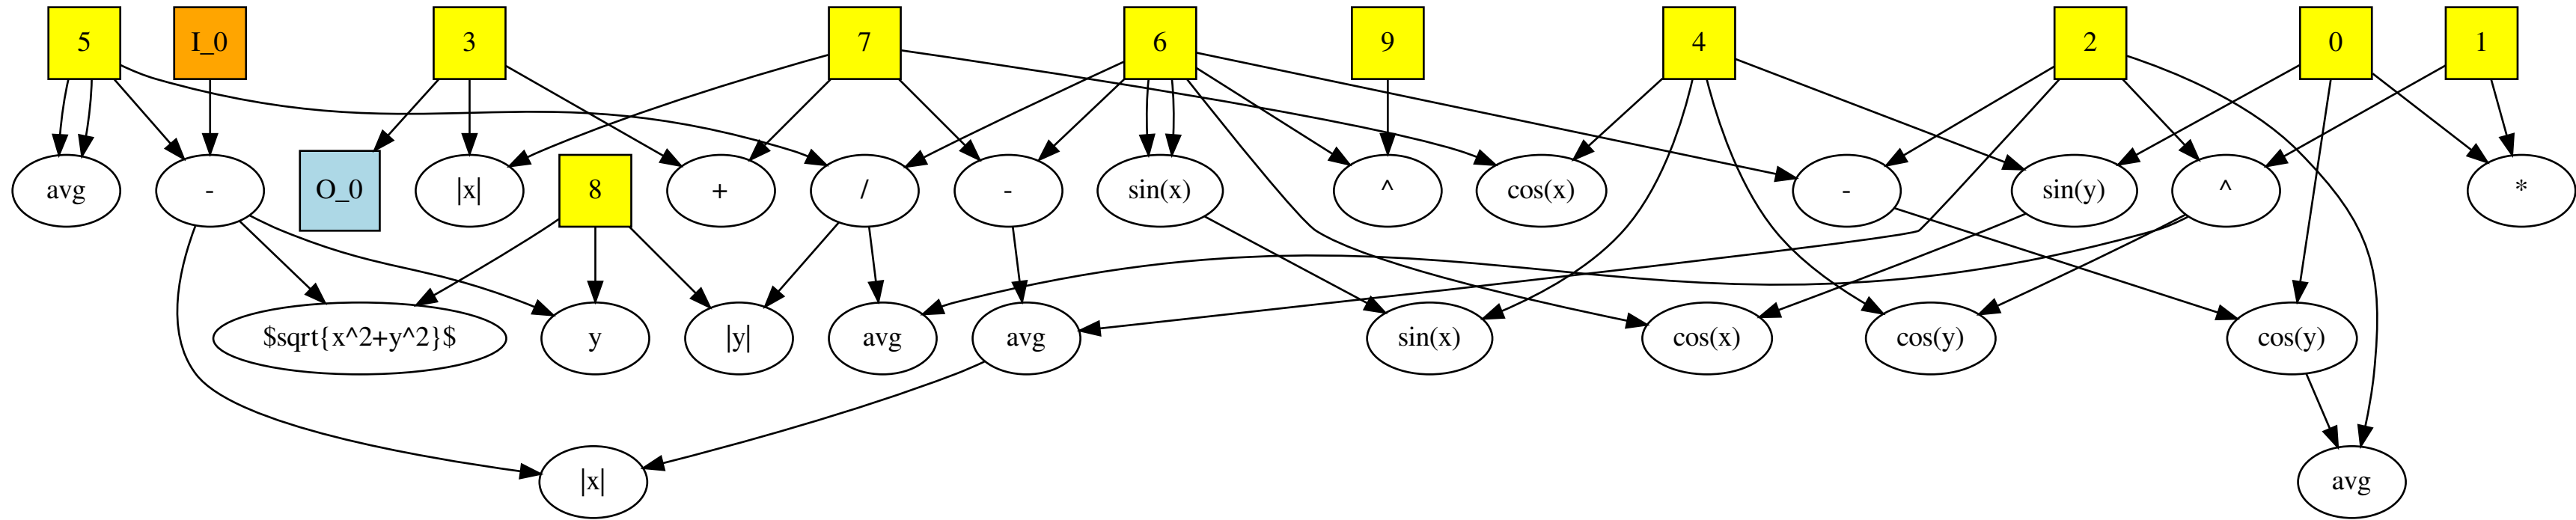 5
I_0
3
7
6
9
4
2
0
1
avg
-
O_0
|x|
8
+
/
-
sin(x)
^
cos(x)
-
sin(y)
^
*
$sqrt{x^2+y^2}$
y
|y|
avg
avg
sin(x)
cos(x)
cos(y)
cos(y)
|x|
avg